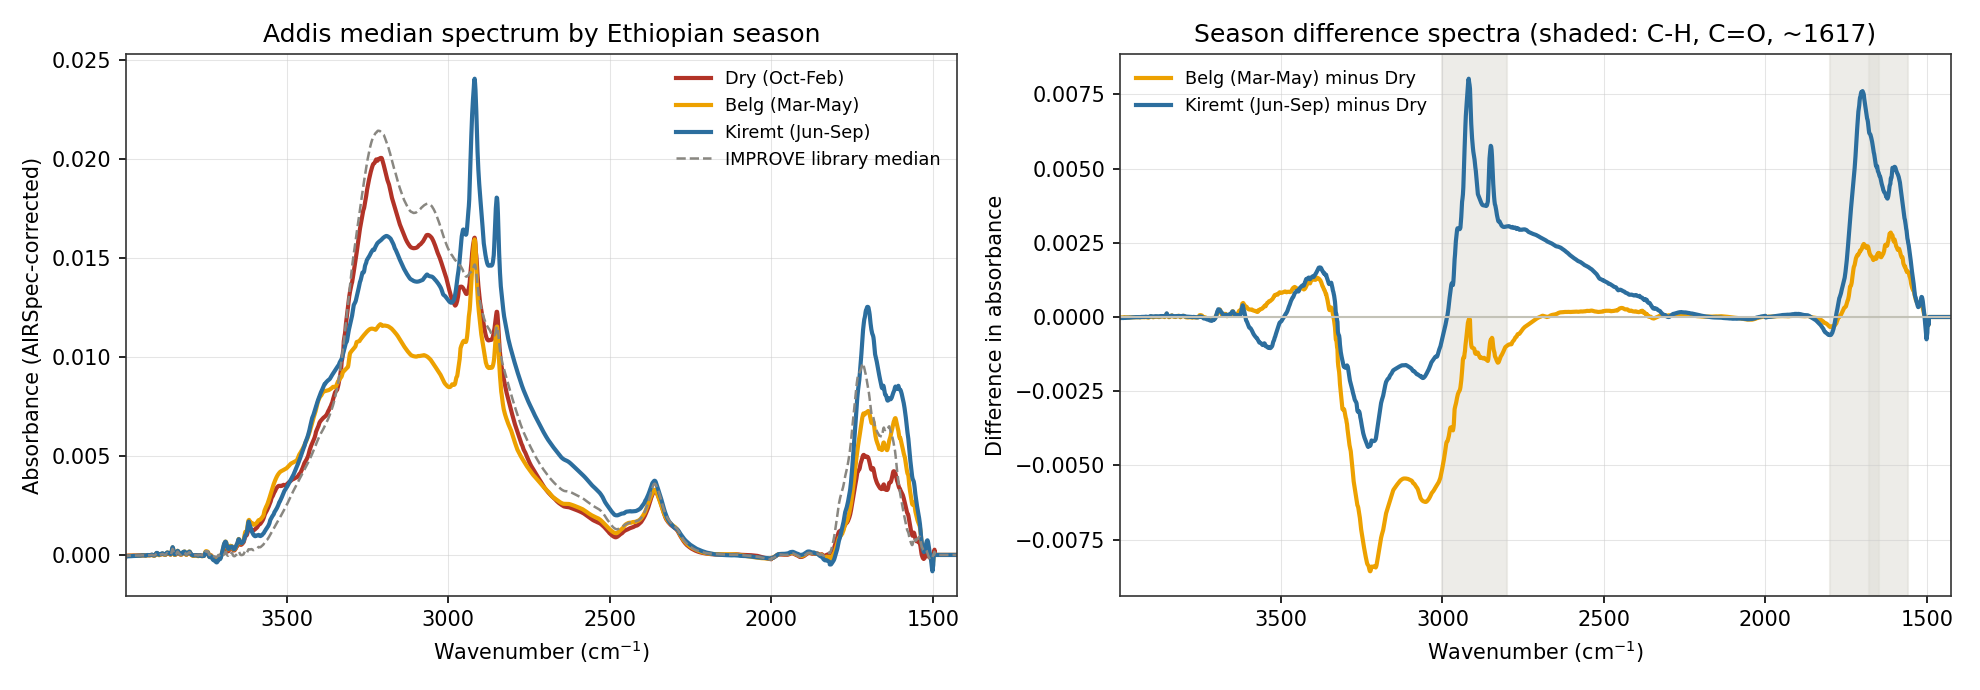 Addis median spectrum by Ethiopian season
Absorbance (AIRSpec-corrected)
0.025
0.020
0.015
0.010
0.005
0.000
Dry (Oct-Feb)
Belg (Mar-May)
Kiremt (Jun-Sep)
IMPROVE library median
3500
3000
2500
2000
1500
Wavenumber (cm⁻¹)
Season difference spectra (shaded: C-H, C=O, ~1617)
Difference in absorbance
0.0075
0.0050
0.0025
0.0000
−0.0025
−0.0050
−0.0075
Belg (Mar-May) minus Dry
Kiremt (Jun-Sep) minus Dry
3500
3000
2500
2000
1500
Wavenumber (cm⁻¹)